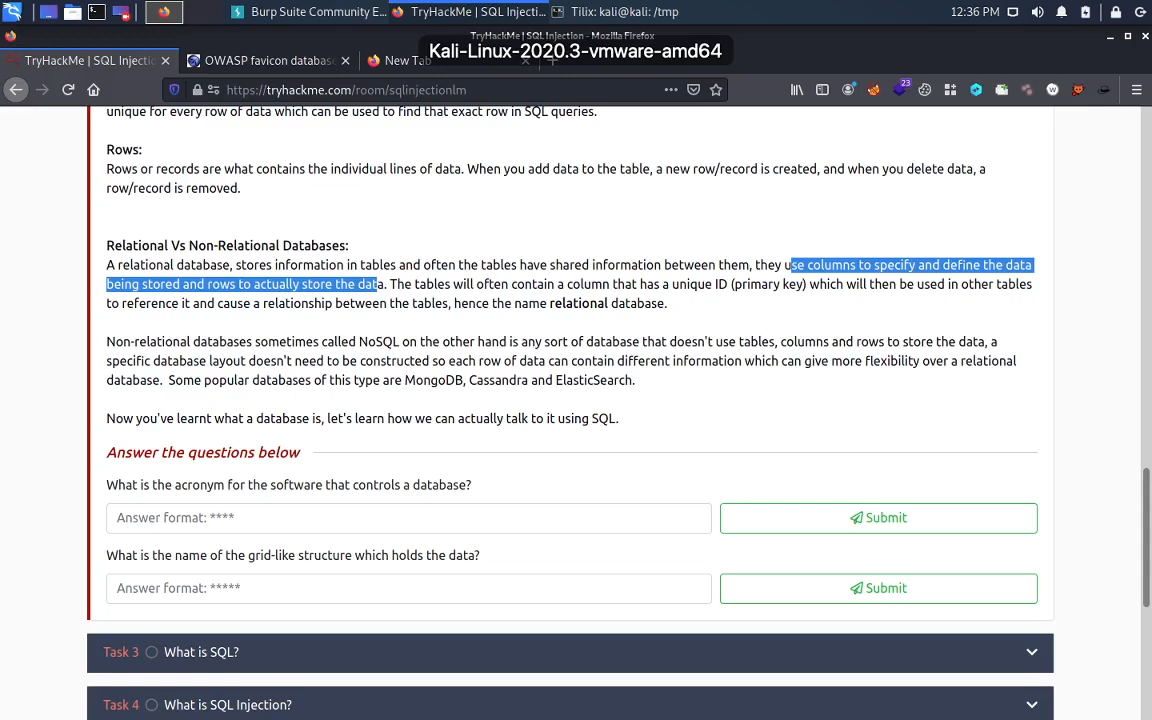 Burp Suite Community E...
TryHackMe | SQL Injecti...
Tilix: kali@kali: /tmp
12:36 PM
TryHackMe | SQL Injection - Mozilla Firefox
Kali-Linux-2020.3-vmware-amd64
TryHackMe | SQL Injectio
OWASP favicon databas
New Tab
https://tryhackme.com/room/sqlinjectionlm
23
unique for every row of data which can be used to find that exact row in SQL queries.
Rows:
Rows or records are what contains the individual lines of data. When you add data to the table, a new row/record is created, and when you delete data, a
row/record is removed.
Relational Vs Non-Relational Databases:
A relational database, stores information in tables and often the tables have shared information between them, they use columns to specify and define the data
being stored and rows to actually store the data. The tables will often contain a column that has a unique ID (primary key) which will then be used in other tables
to reference it and cause a relationship between the tables, hence the name relational database.
Non-relational databases sometimes called NoSQL on the other hand is any sort of database that doesn't use tables, columns and rows to store the data, a
specific database layout doesn't need to be constructed so each row of data can contain different information which can give more flexibility over a relational
database.  Some popular databases of this type are MongoDB, Cassandra and ElasticSearch.
Now you've learnt what a database is, let's learn how we can actually talk to it using SQL.
Answer the questions below
What is the acronym for the software that controls a database?
Answer format: ****
Submit
What is the name of the grid-like structure which holds the data?
Answer format: *****
Submit
Task 3 What is SQL?
Task 4 What is SQL Injection?